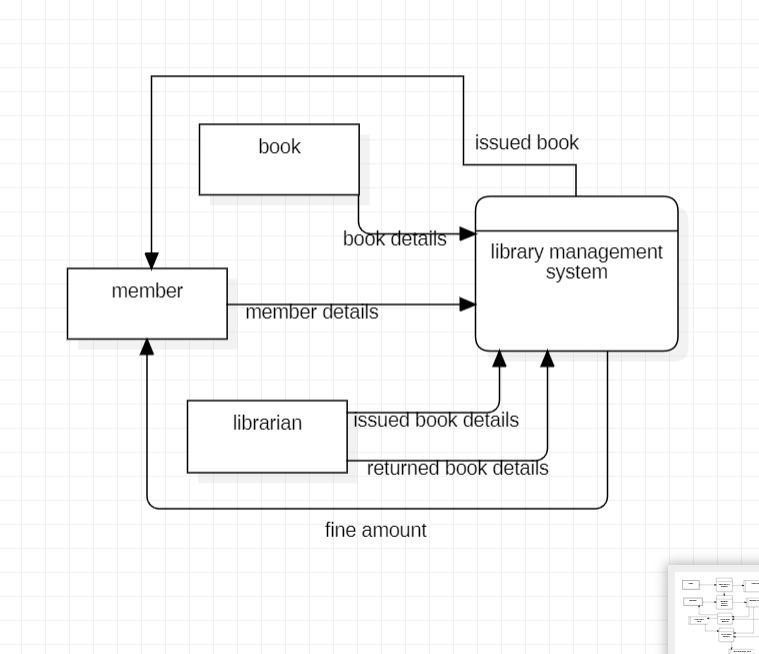 issued book
book
book details
library management
system
member
member details
librarian
issued book details
returned book details
fine amount